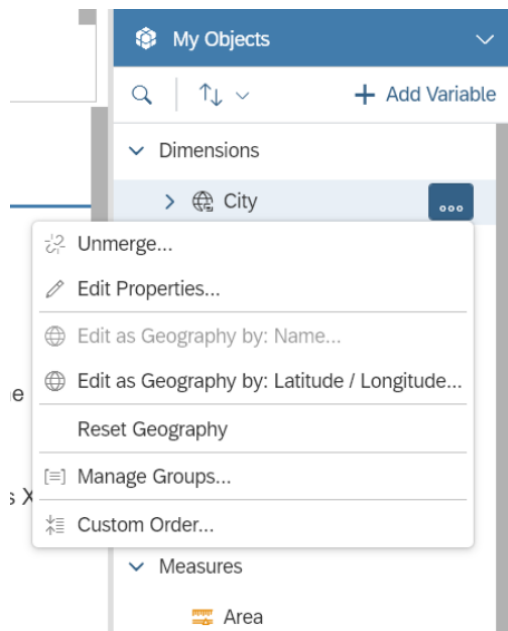 My Objects
Add Variable
Dimensions
City
Unmerge...
Edit Properties...
Edit as Geography by: Name...
Edit as Geography by: Latitude / Longitude...
Reset Geography
Manage Groups...
Custom Order...
Measures
Area
e
s X